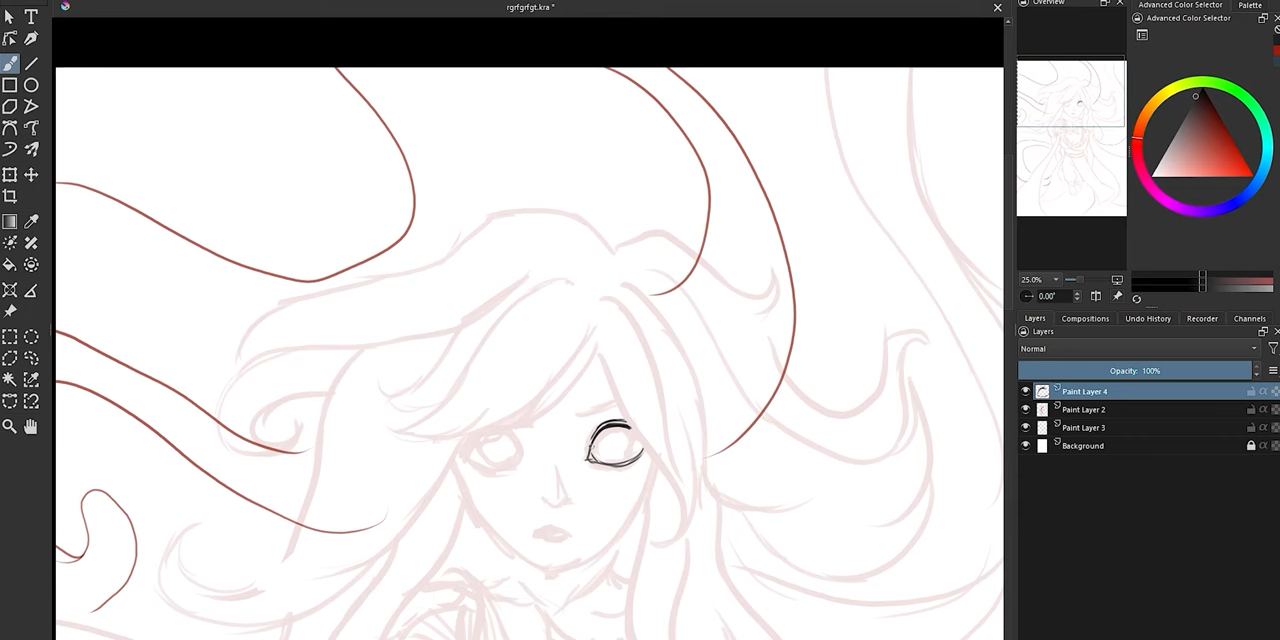 rgrfgrfgt.kra *
Overview
Advanced Color Selector
Palette
Advanced Color Selector
25.0%
0.00°
Layers
Compositions
Undo History
Recorder
Channels
Layers
Normal
Opacity: 100%
Paint Layer 4
Paint Layer 2
Paint Layer 3
Background